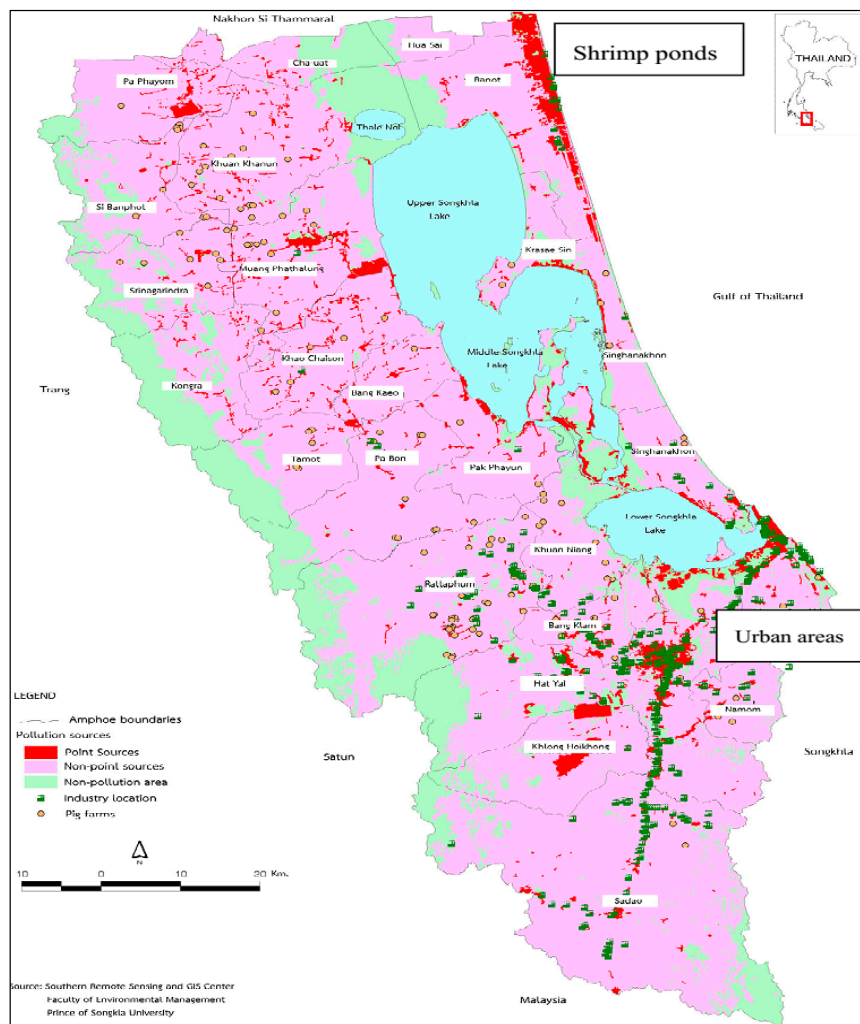 Nakhon Si Thammaral
Hua Sai
Shrimp ponds
THAILAND
Cha-uat
Pa Phayom
Ranot
Thale Noi
Khuan Khanun
Si Banphot
Upper Songkhla
Lake
Krasae Sin
Muang Phathalung
Srinagarindra
Gulf of Thailand
Middle Songkhla
Lake
Singhanakhon
Khao Chaison
Trang
Kongra
Bang Kaeo
Singhanakhon
Tamot
Pa Bon
Pak Phayun
Lower Songkhla
Lake
Khuan Niang
Rattaphum
Bang Klam
Urban areas
Hat Yai
LEGEND
Namom
Amphoe boundaries
Pollution sources
Khlong Hoikhong
Point Sources
Satun
Songkhla
Non-point sources
Non-pollution area
Industry location
Pig farms
10 0 10 20 Km.
Sadao
Source: Southern Remote Sensing and GIS Center
Faculty of Environmental Management
Prince of Songkla University
Malaysia